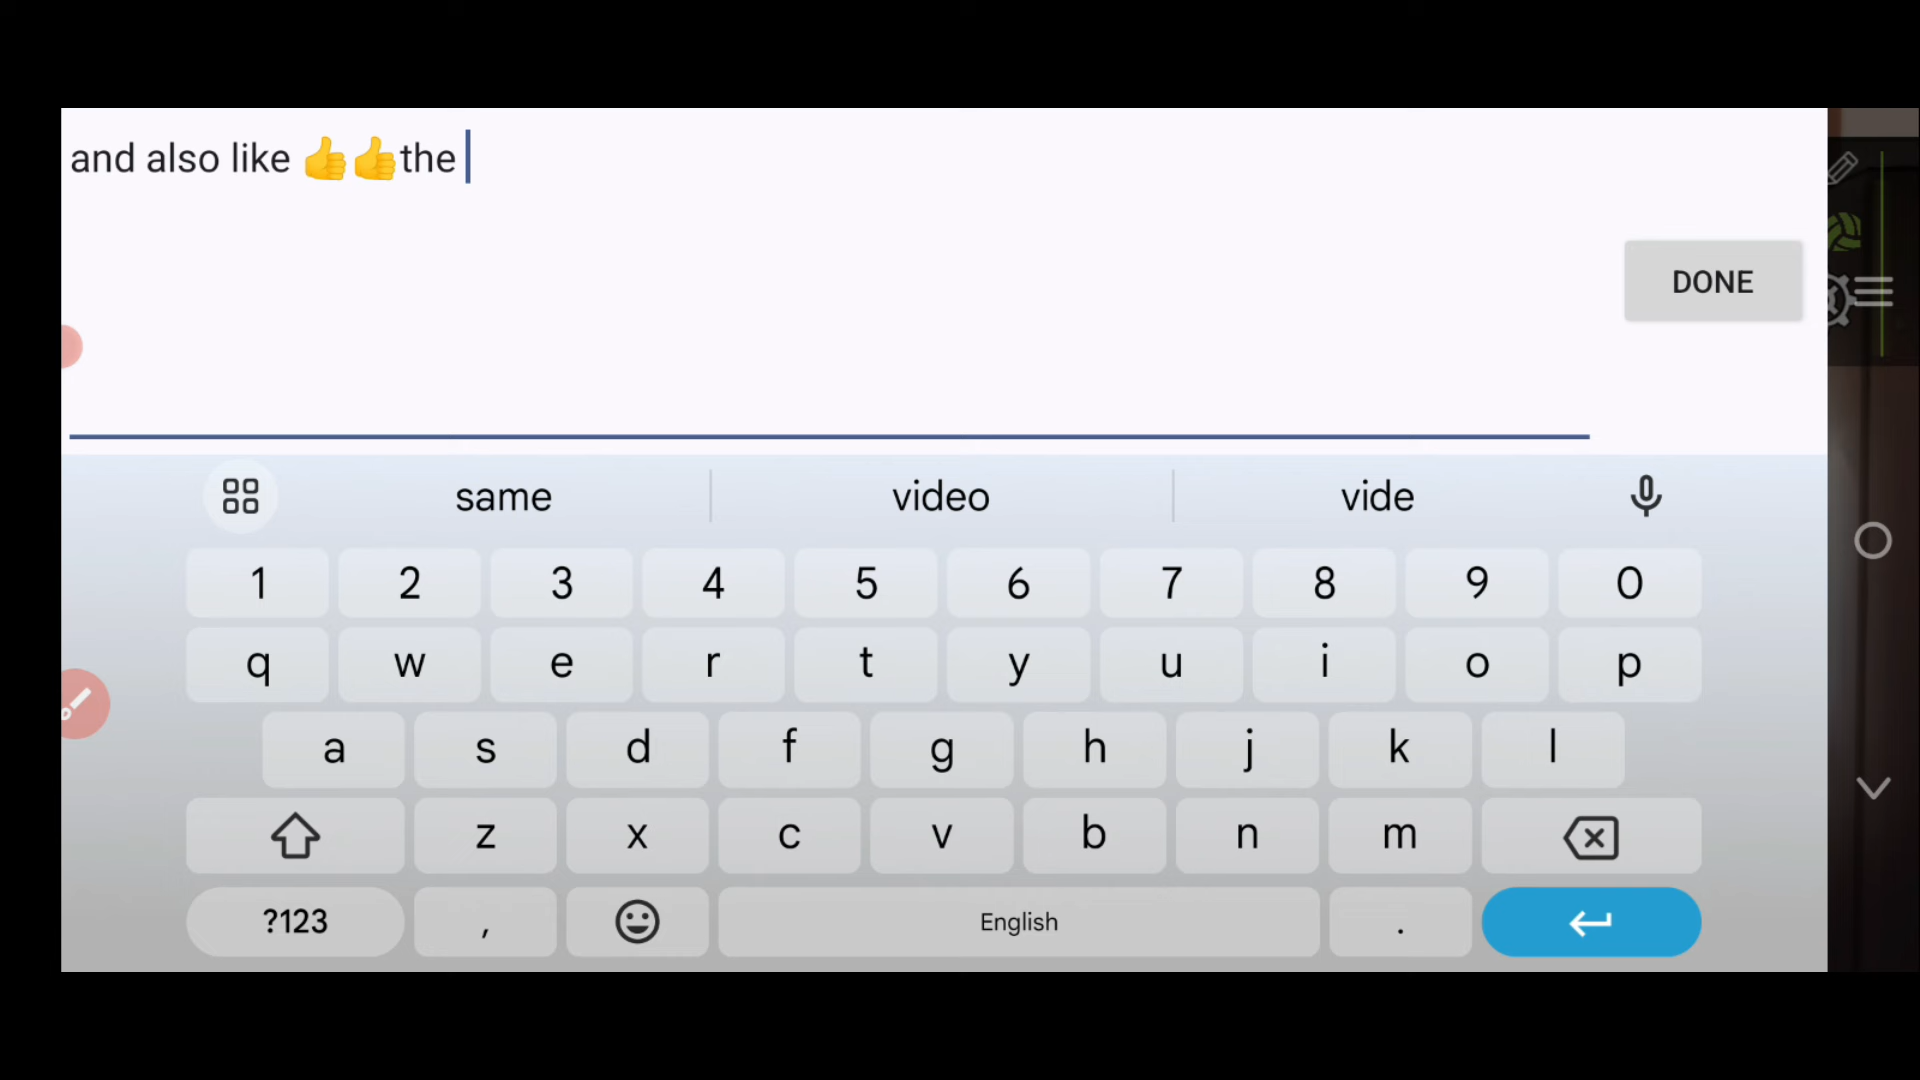 and also like 👍👍the
DONE
same video vide
1 2 3 4 5 6 7 8 9 0
q w e r t y u i o p
a s d f g h j k l
z x c v b n m
?123 , English .